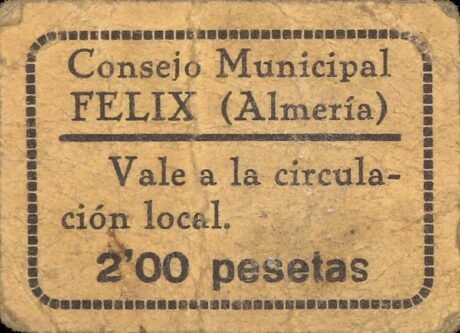 Consejo Municipal
FELIX (Almería)
Vale a la circula-
ción local.
2'00 pesetas